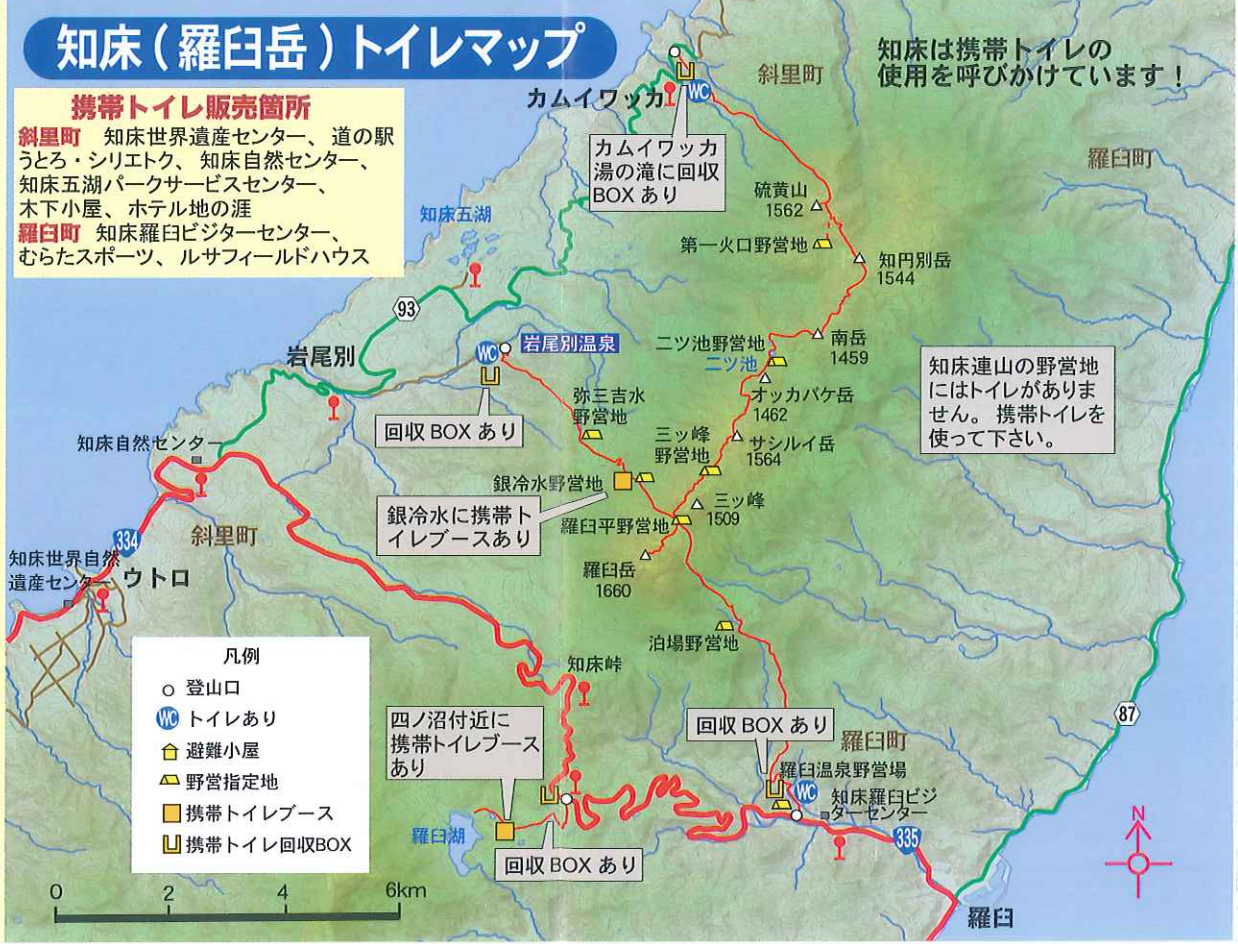 知床(羅臼岳)トイレマップ
知床は携帯トイレの
使用を呼びかけています!
携帯トイレ販売箇所
斜里町 知床世界遺産センター、道の駅
うとろ・シリエトク、知床自然センター、
知床五湖パークサービスセンター、
木下小屋、ホテル地の涯
羅臼町 知床羅臼ビジターセンター、
むらたスポーツ、ルサフィールドハウス
カムイワッカ
WC
斜里町
カムイワッカ
湯の滝に回収
BOXあり
羅臼町
硫黄山
1562
知床五湖
第一火口野営地
知円別岳
1544
93
南岳
1459
岩尾別
WC
岩尾別温泉
二ツ池野営地
二ツ池
オッカバケ岳
1462
知床連山の野営地
にはトイレがありま
せん。携帯トイレを
使って下さい。
回収BOXあり
弥三吉水
野営地
三ッ峰
野営地
サシルイ岳
1564
知床自然センター
銀冷水野営地
銀冷水に携帯ト
イレブースあり
三ッ峰
1509
羅臼平野営地
334
斜里町
知床世界自然
遺産センター
ウトロ
羅臼岳
1660
泊場野営地
凡例
登山口
WC トイレあり
避難小屋
野営指定地
携帯トイレブース
携帯トイレ回収BOX
知床峠
四ノ沼付近に
携帯トイレブース
あり
回収BOXあり
羅臼町
87
羅臼温泉野営場
WC
知床羅臼ビジ
ターセンター
羅臼湖
回収BOXあり
335
N
0 2 4 6km
羅臼